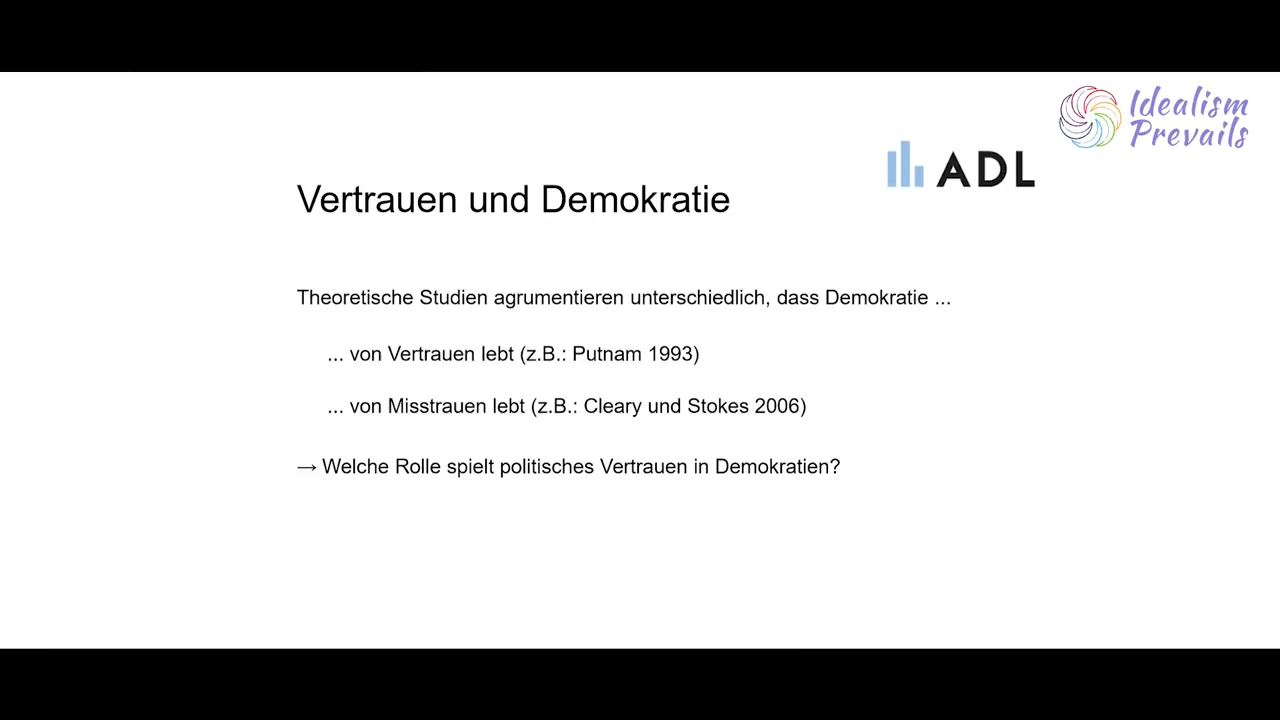 Idealism
Prevails
ADL
Vertrauen und Demokratie
Theoretische Studien agrumentieren unterschiedlich, dass Demokratie ...
... von Vertrauen lebt (z.B.: Putnam 1993)
... von Misstrauen lebt (z.B.: Cleary und Stokes 2006)
→ Welche Rolle spielt politisches Vertrauen in Demokratien?